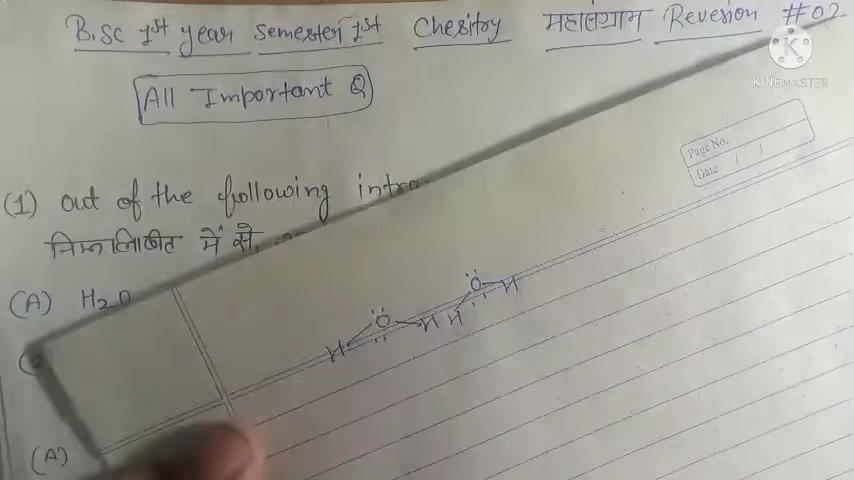 B.sc 1st year semester 1st Chesitry महासंग्राम Revesion #02
KINEMASTER
All Important Q
Page No.
Date / /
(1) out of the following
निम्नलिखीत में से,
(A) H2O
Ö H
H Ö H H
(A)